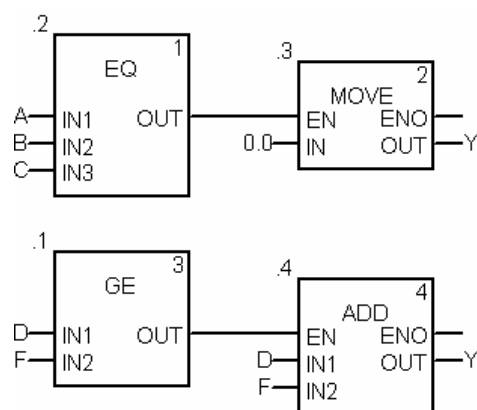 .2
1
EQ
A IN1 OUT
B IN2
C IN3
.3
2
MOVE
EN ENO
0.0 IN OUT Y
.1
3
GE
D IN1 OUT
F IN2
.4
4
ADD
EN ENO
D IN1 OUT Y
F IN2